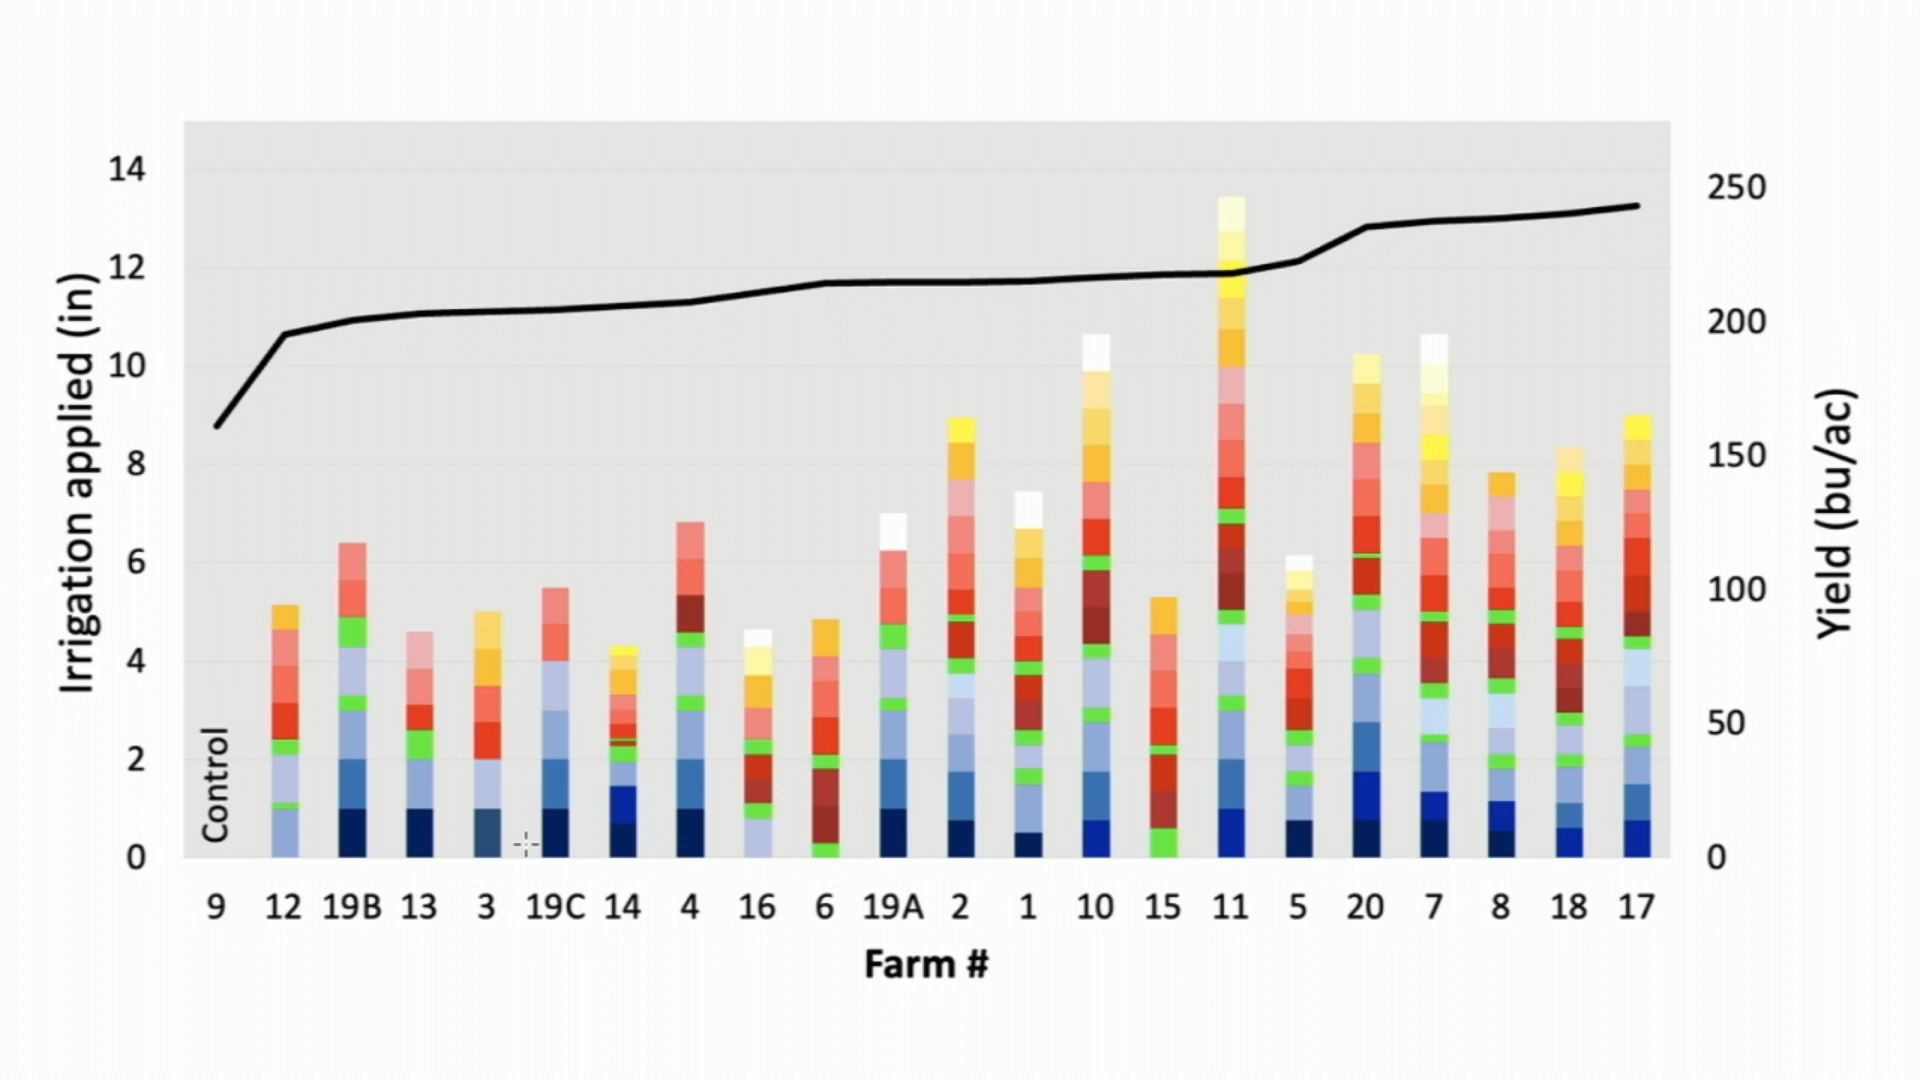 14
12
10
8
6
4
2
0
Irrigation applied (in)
250
200
150
100
50
0
Yield (bu/ac)
Control
9 12 19B 13 3 19C 14 4 16 6 19A 2 1 10 15 11 5 20 7 8 18 17
Farm #